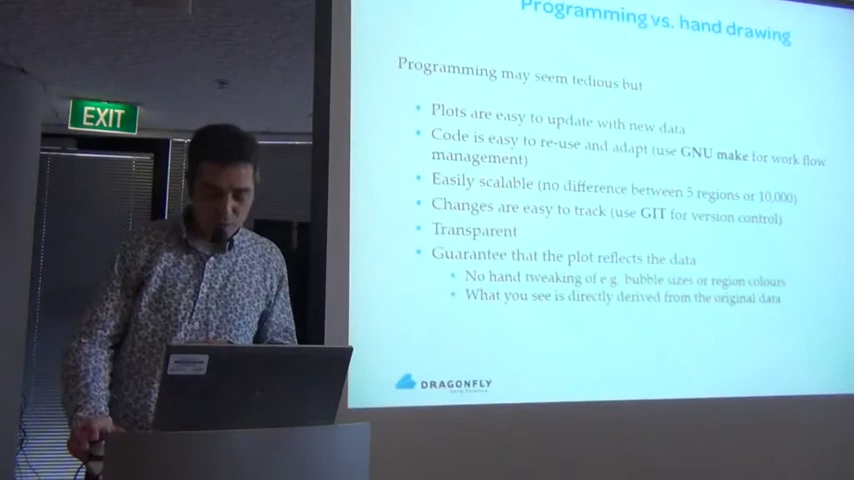 EXIT
Programming vs. hand drawing
Programming may seem tedious but
• Plots are easy to update with new data
• Code is easy to re-use and adapt (use GNU make for work flow
management)
• Easily scalable (no difference between 5 regions or 10,000)
• Changes are easy to track (use GIT for version control)
• Transparent
• Guarantee that the plot reflects the data
• No hand tweaking of e.g. bubble sizes or region colours
• What you see is directly derived from the original data
DRAGONFLY